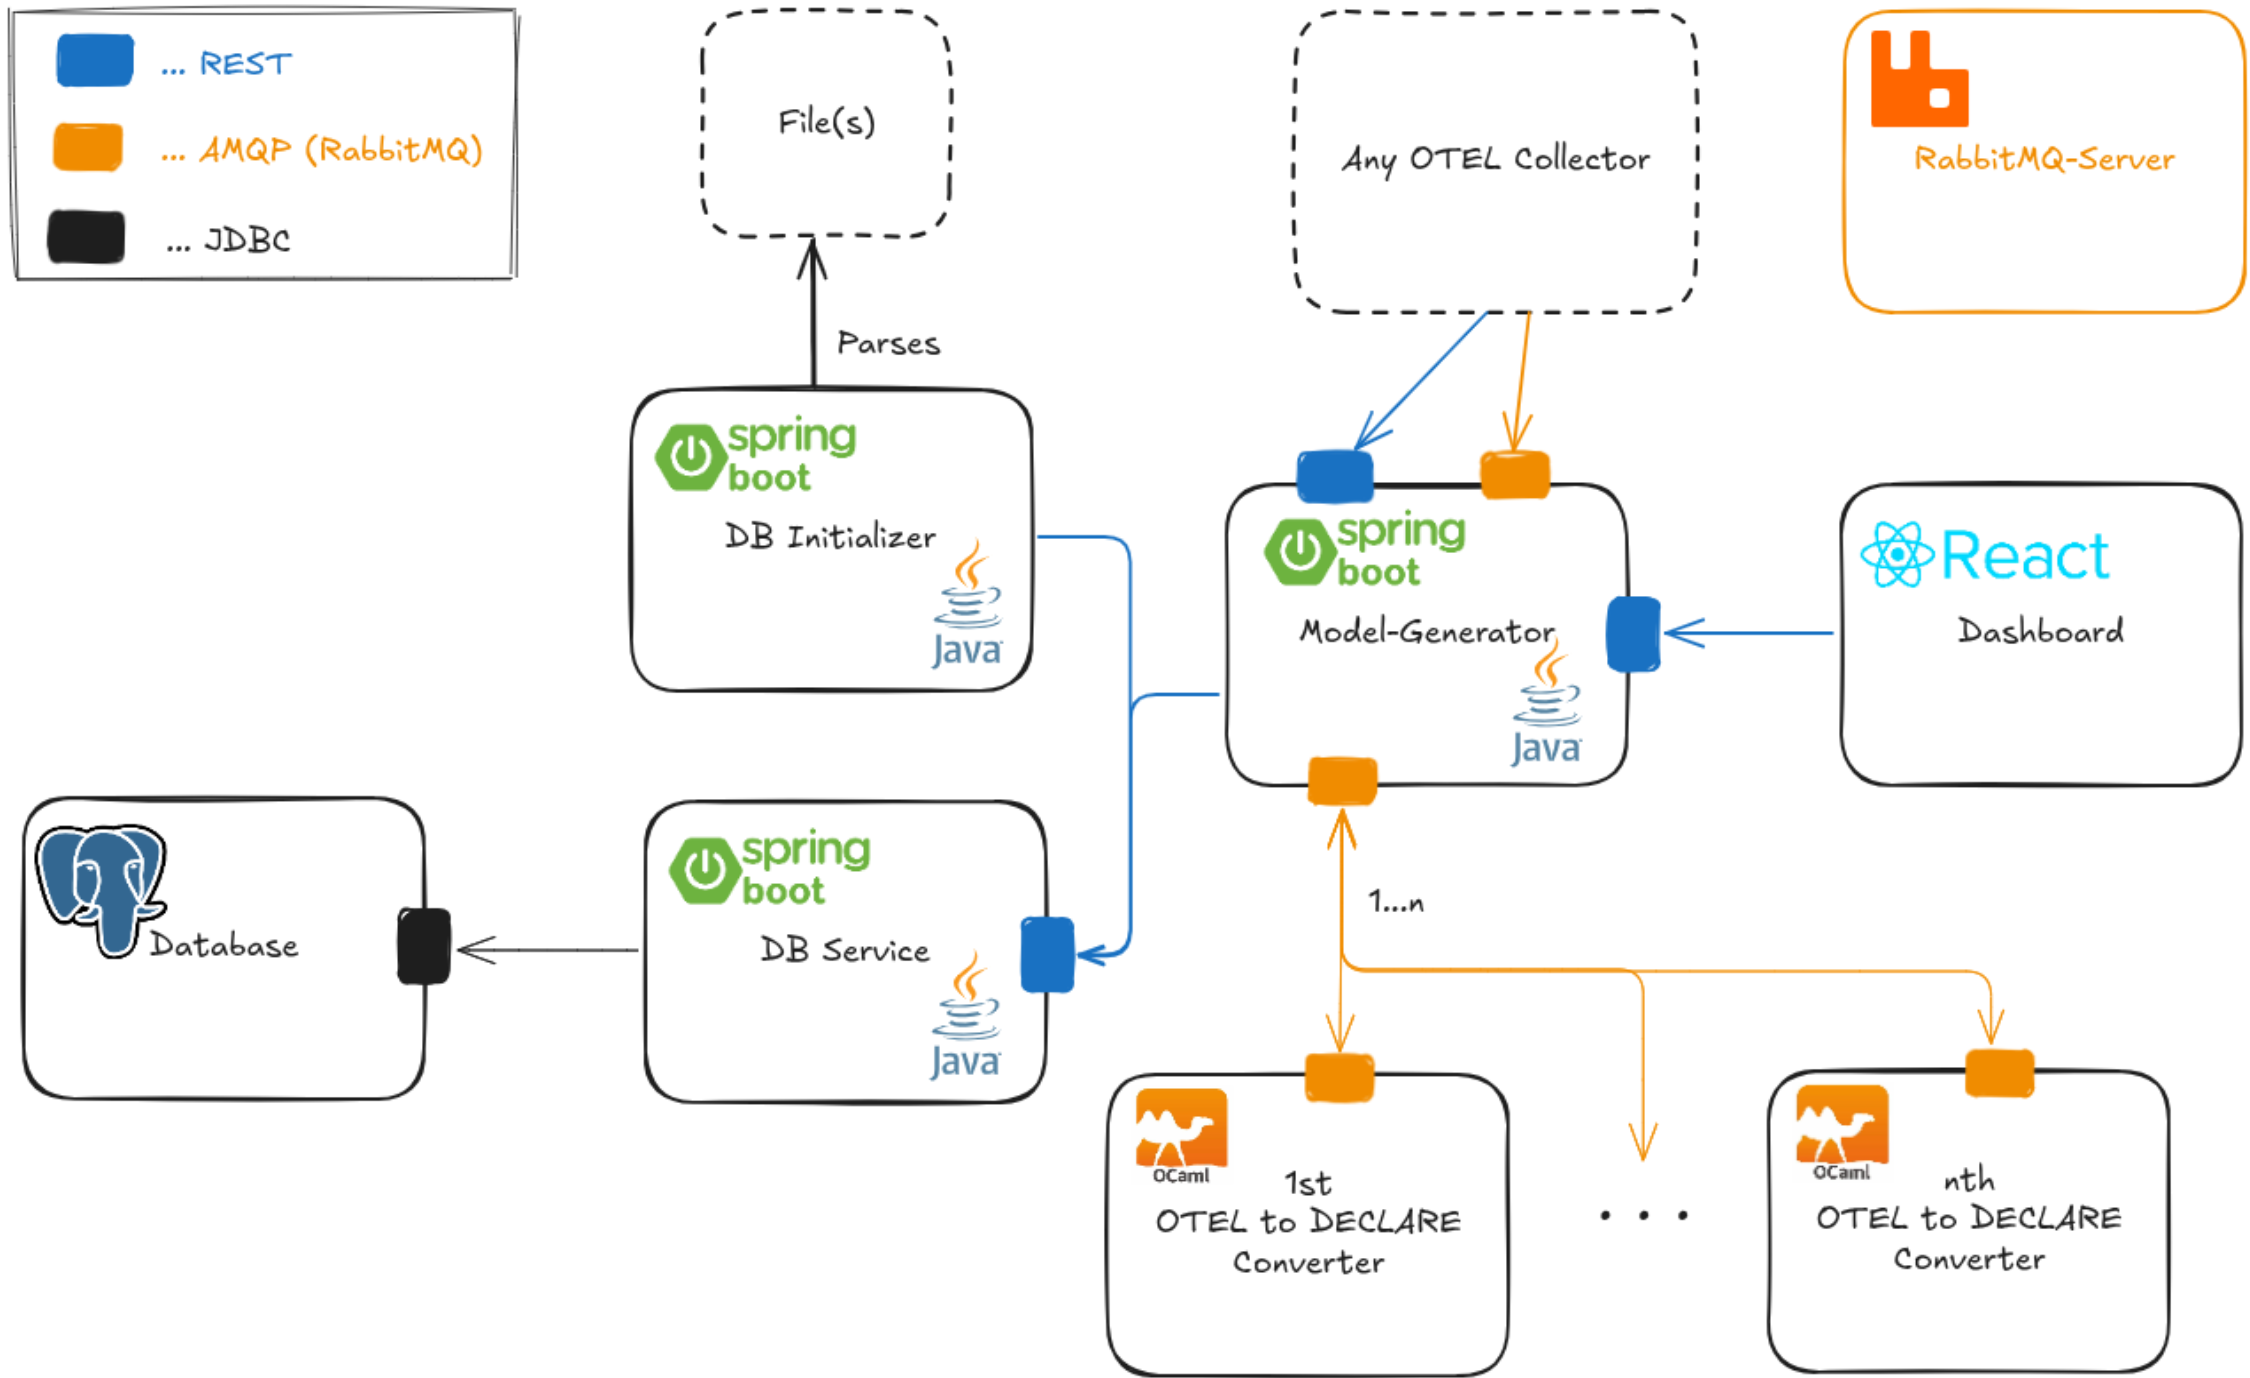 ... REST
... AMQP (RabbitMQ)
... JDBC
File(s)
Any OTEL Collector
RabbitMQ-Server
Parses
spring
boot
DB Initializer
Java
spring
boot
Model-Generator
Java
React
Dashboard
Database
spring
boot
DB Service
Java
1...n
OCaml
1st
OTEL to DECLARE
Converter
. . .
OCaml
nth
OTEL to DECLARE
Converter